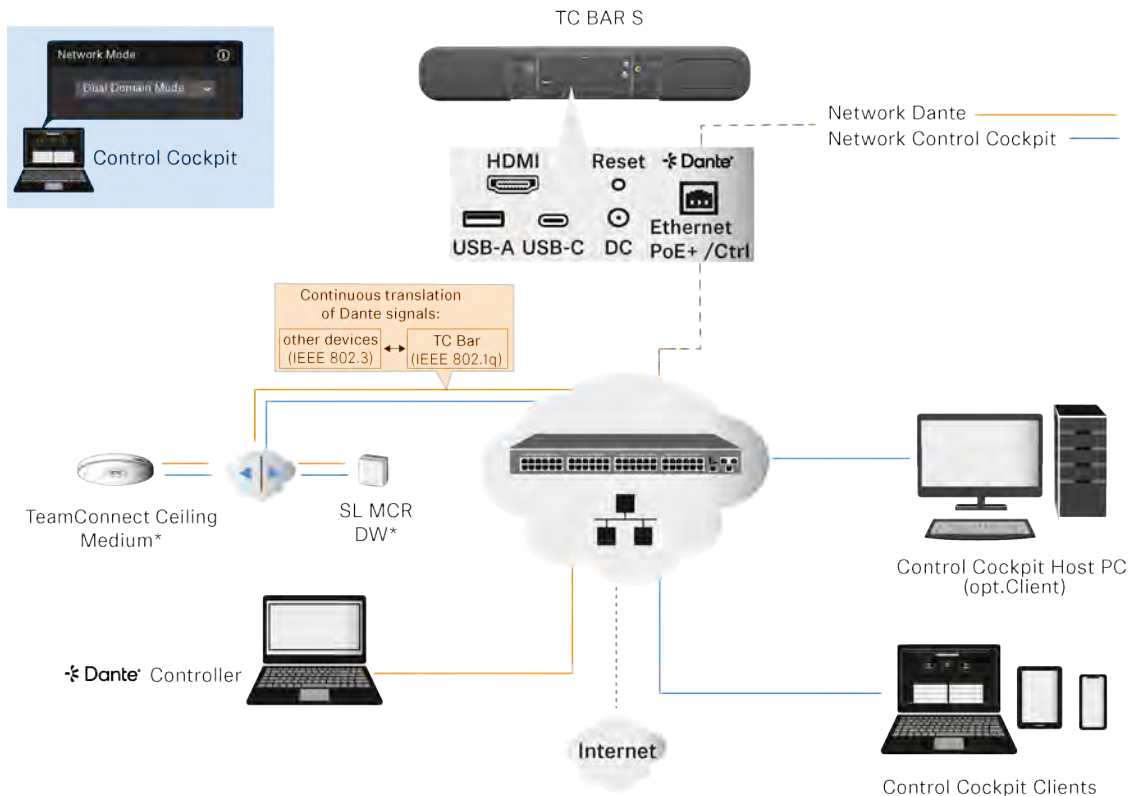 TC BAR S
Network Mode
Dual Domain Mode
Control Cockpit
Network Dante
Network Control Cockpit
HDMI
Reset
Dante®
USB-A
USB-C
DC
Ethernet
PoE+ /Ctrl
Continuous translation
of Dante signals:
other devices
(IEEE 802.3)
TC Bar
(IEEE 802.1q)
TeamConnect Ceiling
Medium*
SL MCR
DW*
Control Cockpit Host PC
(opt.Client)
Dante® Controller
Internet
Control Cockpit Clients